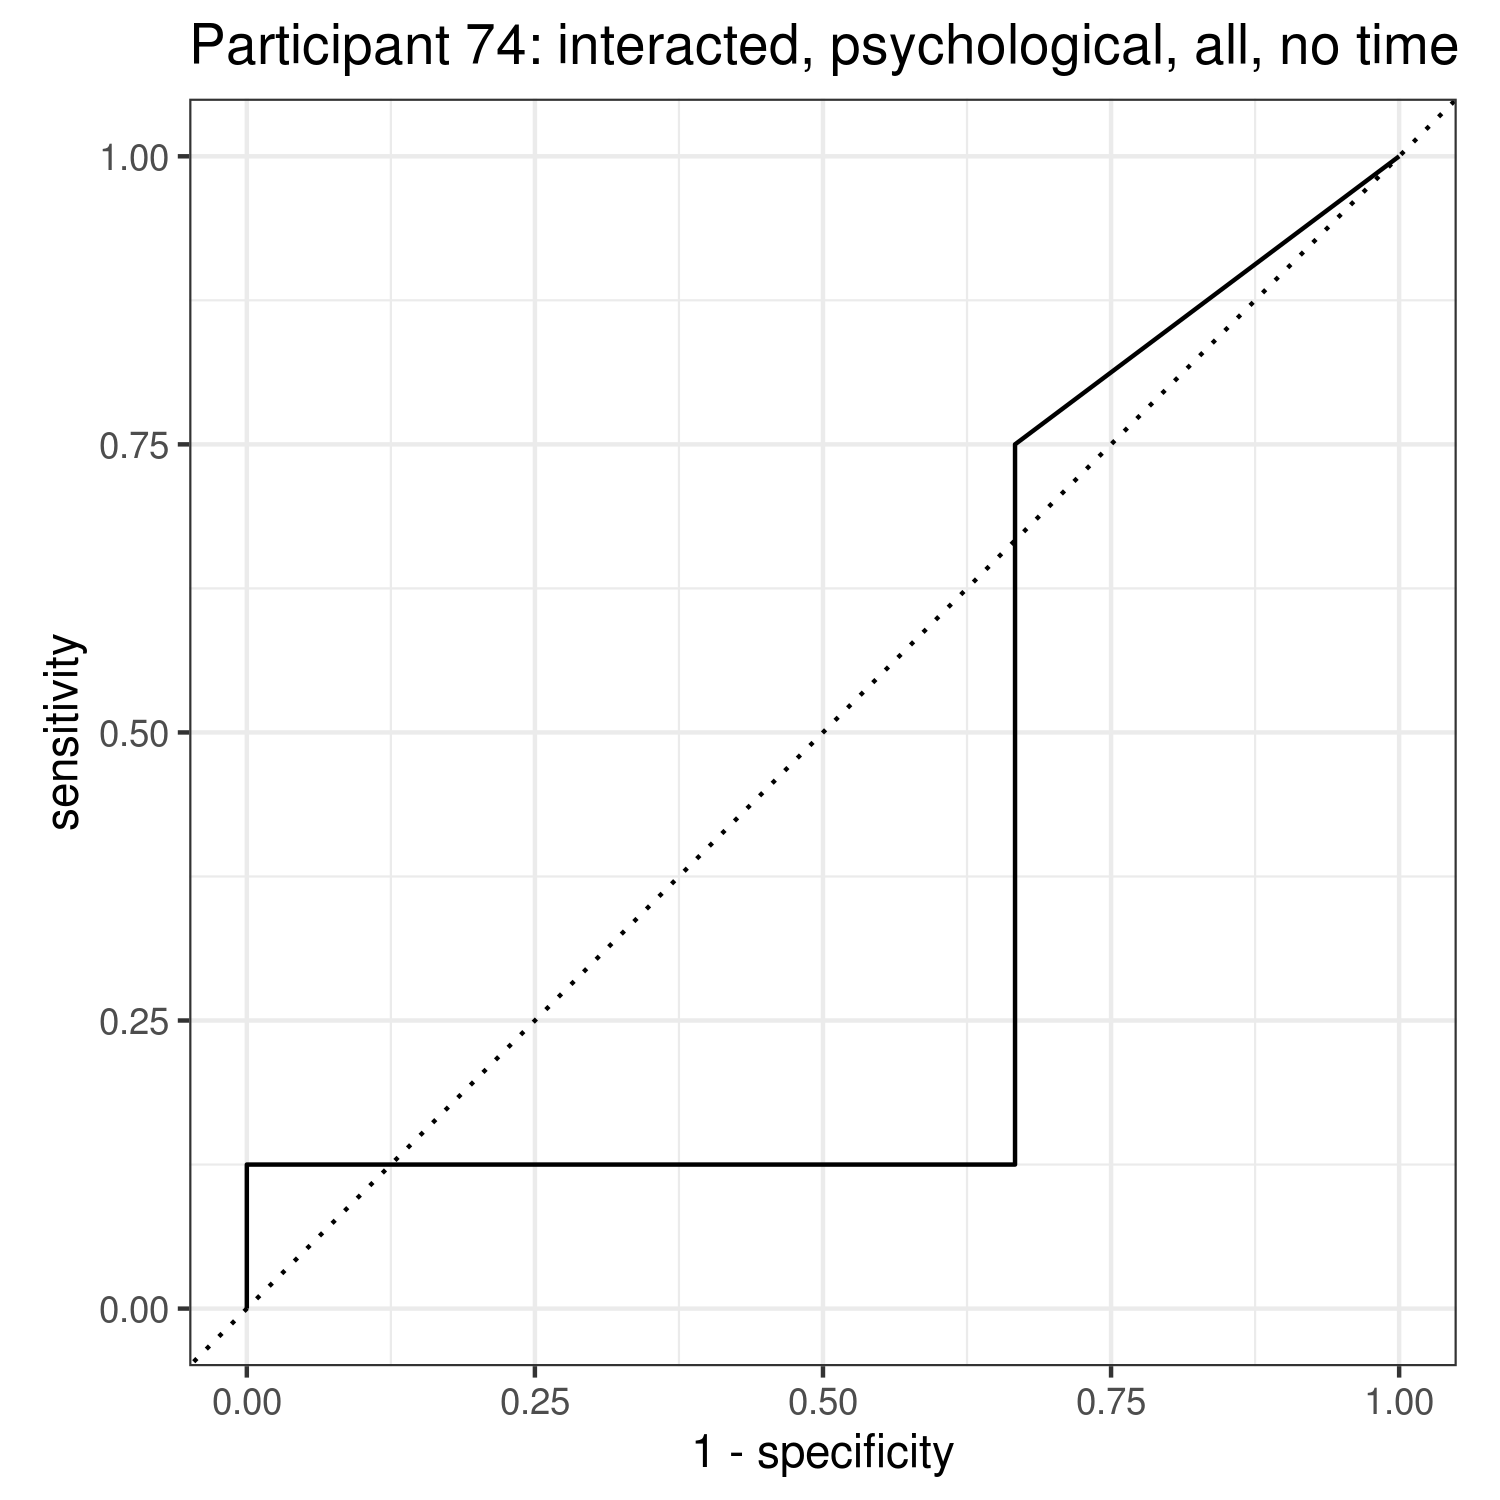 Participant 74: interacted, psychological, all, no time
1.00
0.75
0.50
0.25
0.00
sensitivity
0.00 0.25 0.50 0.75 1.00
1 - specificity